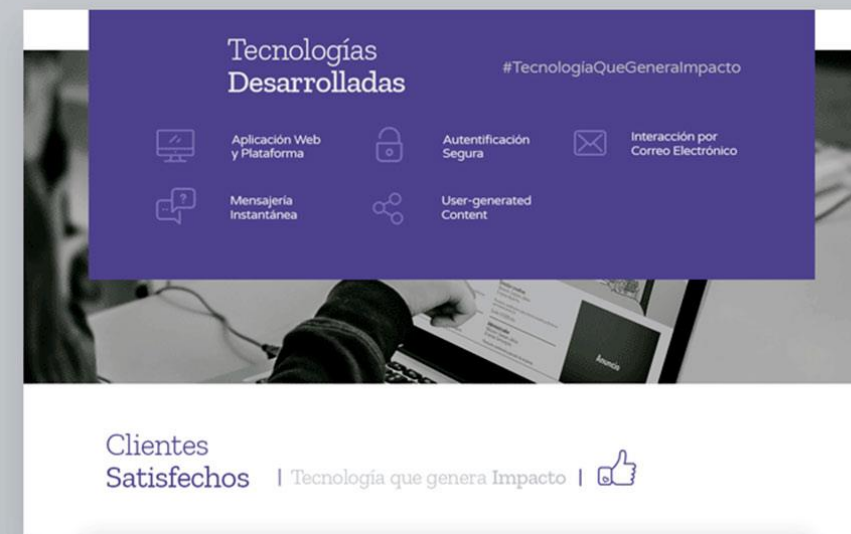 Tecnologías
Desarrolladas
#TecnologíaQueGeneraImpacto
Aplicación Web
y Plataforma
Autentificación
Segura
Interacción por
Correo Electrónico
Mensajería
Instantánea
User-generated
Content
Anuncio
Clientes
Satisfechos
| Tecnología que genera Impacto |